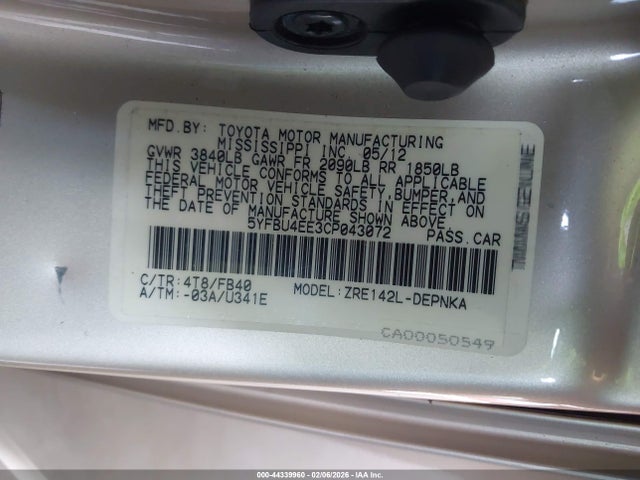 MFD.BY: TOYOTA MOTOR MANUFACTURING
MISSISSIPPI INC. 05/12
GVWR 3840LB GAWR FR 2090LB RR 1850LB
THIS VEHICLE CONFORMS TO ALL APPLICABLE
FEDERAL MOTOR VEHICLE SAFETY,BUMPER,AND
THEFT PREVENTION STANDARDS IN EFFECT ON
THE DATE OF MANUFACTURE SHOWN ABOVE.
5YFBU4EE3CP043072 PASS.CAR
C/TR:4T8/FB40 MODEL:ZRE142L-DEPNKA
A/TM:-03A/U341E
CA00050549
000-44339960 - 02/06/2026 - IAA Inc.